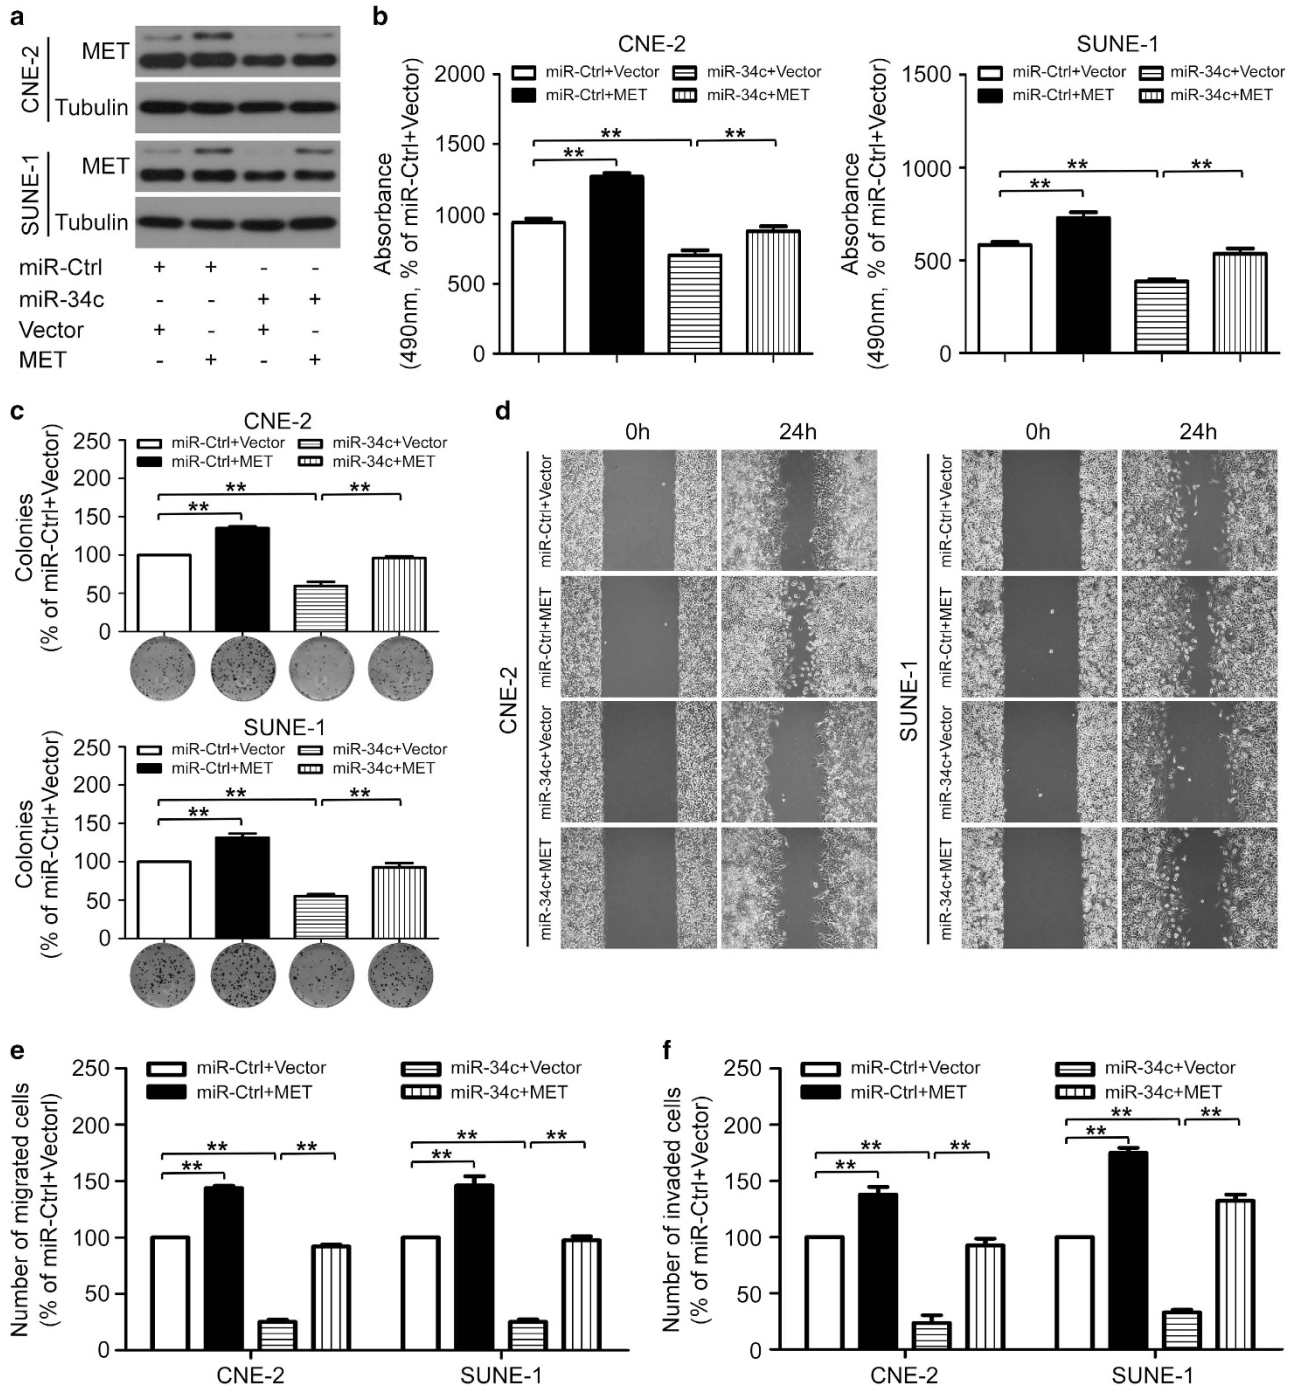 a
CNE-2
MET
Tubulin
SUNE-1
MET
Tubulin
miR-Ctrl + + - -
miR-34c - - + +
Vector + - + -
MET - + - +
b
CNE-2
miR-Ctrl+Vector miR-34c+Vector
miR-Ctrl+MET miR-34c+MET
Absorbance
(490nm, % of miR-Ctrl+Vector)
2000
1500
1000
500
0
** **
**
SUNE-1
miR-Ctrl+Vector miR-34c+Vector
miR-Ctrl+MET miR-34c+MET
Absorbance
(490nm, % of miR-Ctrl+Vector)
1500
1000
500
0
** **
**
c
CNE-2
miR-Ctrl+Vector miR-34c+Vector
miR-Ctrl+MET miR-34c+MET
Colonies
(% of miR-Ctrl+Vector)
250
200
150
100
50
0
** **
**
SUNE-1
miR-Ctrl+Vector miR-34c+Vector
miR-Ctrl+MET miR-34c+MET
Colonies
(% of miR-Ctrl+Vector)
250
200
150
100
50
0
** **
**
d
0h 24h
CNE-2
miR-Ctrl+Vector
miR-Ctrl+MET
miR-34c+Vector
miR-34c+MET
0h 24h
SUNE-1
miR-Ctrl+Vector
miR-Ctrl+MET
miR-34c+Vector
miR-34c+MET
e
miR-Ctrl+Vector miR-34c+Vector
miR-Ctrl+MET miR-34c+MET
Number of migrated cells
(% of miR-Ctrl+Vectorl)
250
200
150
100
50
0
** **
**
** **
**
CNE-2 SUNE-1
f
miR-Ctrl+Vector miR-34c+Vector
miR-Ctrl+MET miR-34c+MET
Number of invaded cells
(% of miR-Ctrl+Vector)
250
200
150
100
50
0
** **
**
** **
**
CNE-2 SUNE-1